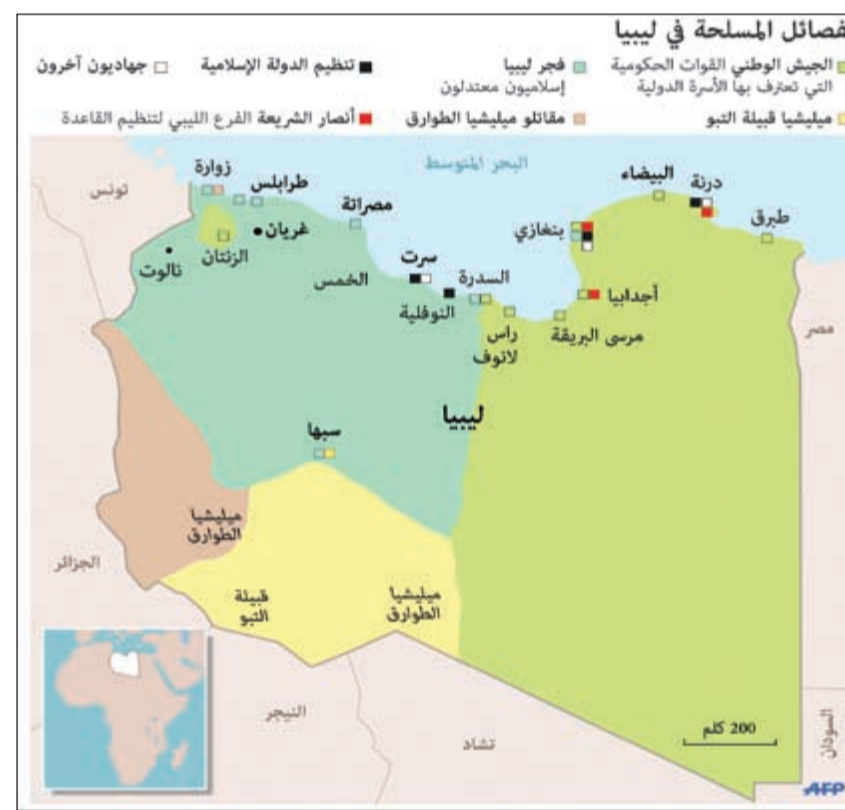 فصائل المسلحة في ليبيا
الجيش الوطني القوات الحكومية
التي تعترف بها الأسرة الدولية
فجر ليبيا
إسلاميون معتدلون
تنظيم الدولة الإسلامية
جهاديون آخرون
ميليشيا قبيلة التبو
مقاتلو ميليشيا الطوارق
أنصار الشريعة الفرع الليبي لتنظيم القاعدة
البحر المتوسط
تونس
زوارة
طرابلس
مصراتة
غريان
الزنتان
نالوت
الخمس
سرت
السدرة
النوفلية
راس
لانوف
مرسى البريقة
أجدابيا
بنغازي
البيضاء
درنة
طبرق
مصر
ليبيا
سبها
ميليشيا
الطوارق
الجزائر
قبيلة
التبو
ميليشيا
الطوارق
النيجر
تشاد
السودان
200 كلم
AFP